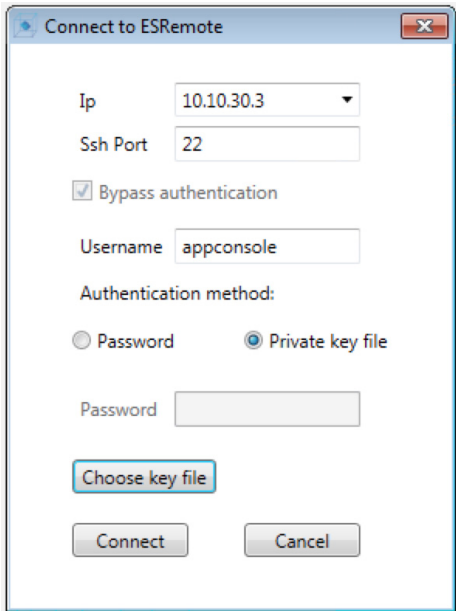 Connect to ESRemote
Ip 10.10.30.3
Ssh Port 22
Bypass authentication
Username appconsole
Authentication method:
Password Private key file
Password
Choose key file
Connect Cancel